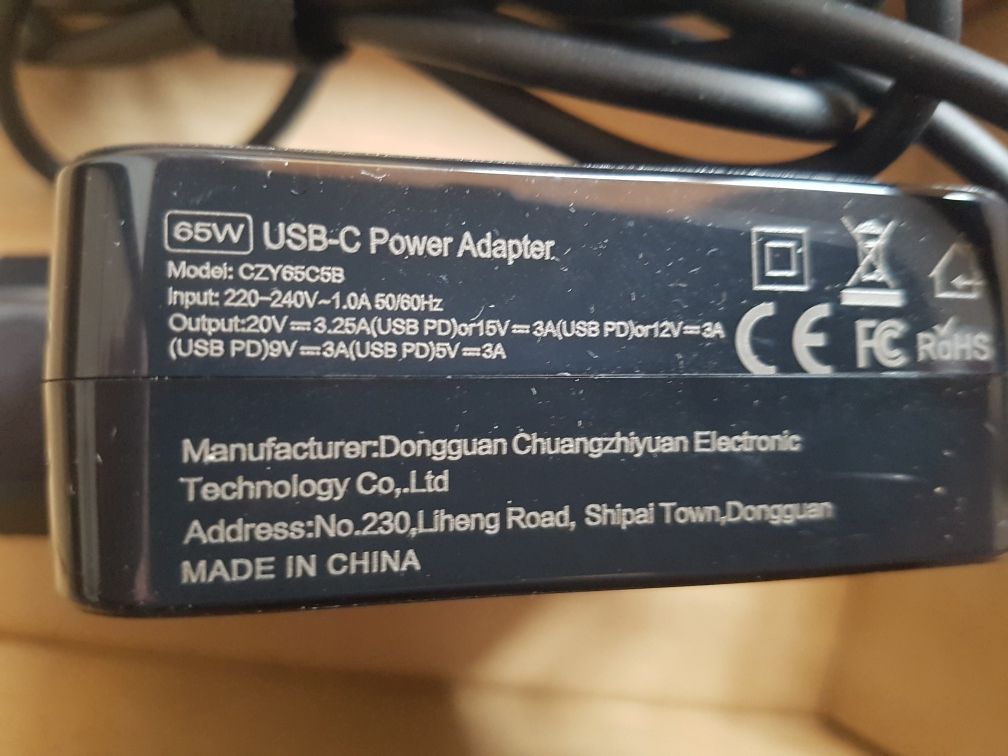 65W USB-C Power Adapter
Model: CZY65C5B
Input: 220-240V~1.0A 50/60Hz
Output:20V⎓3.25A(USB PD)or15V⎓3A(USB PD)or12V⎓3A
(USB PD)9V⎓3A(USB PD)5V⎓3A
CE FC RoHS
Manufacturer:Dongguan Chuangzhiyuan Electronic
Technology Co,.Ltd
Address:No.230,Liheng Road, Shipai Town,Dongguan
MADE IN CHINA